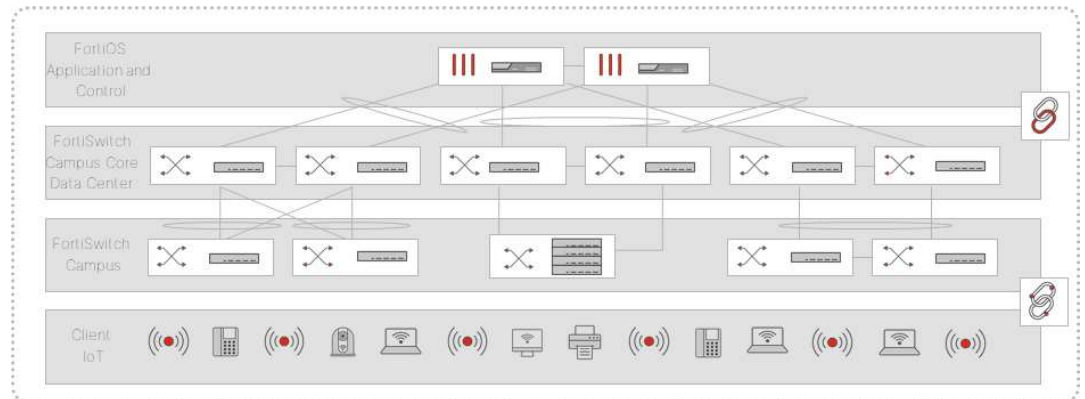 FortiOS
Application and
Control
FortiSwitch
Campus Core
Data Center
FortiSwitch
Campus
Client
IoT